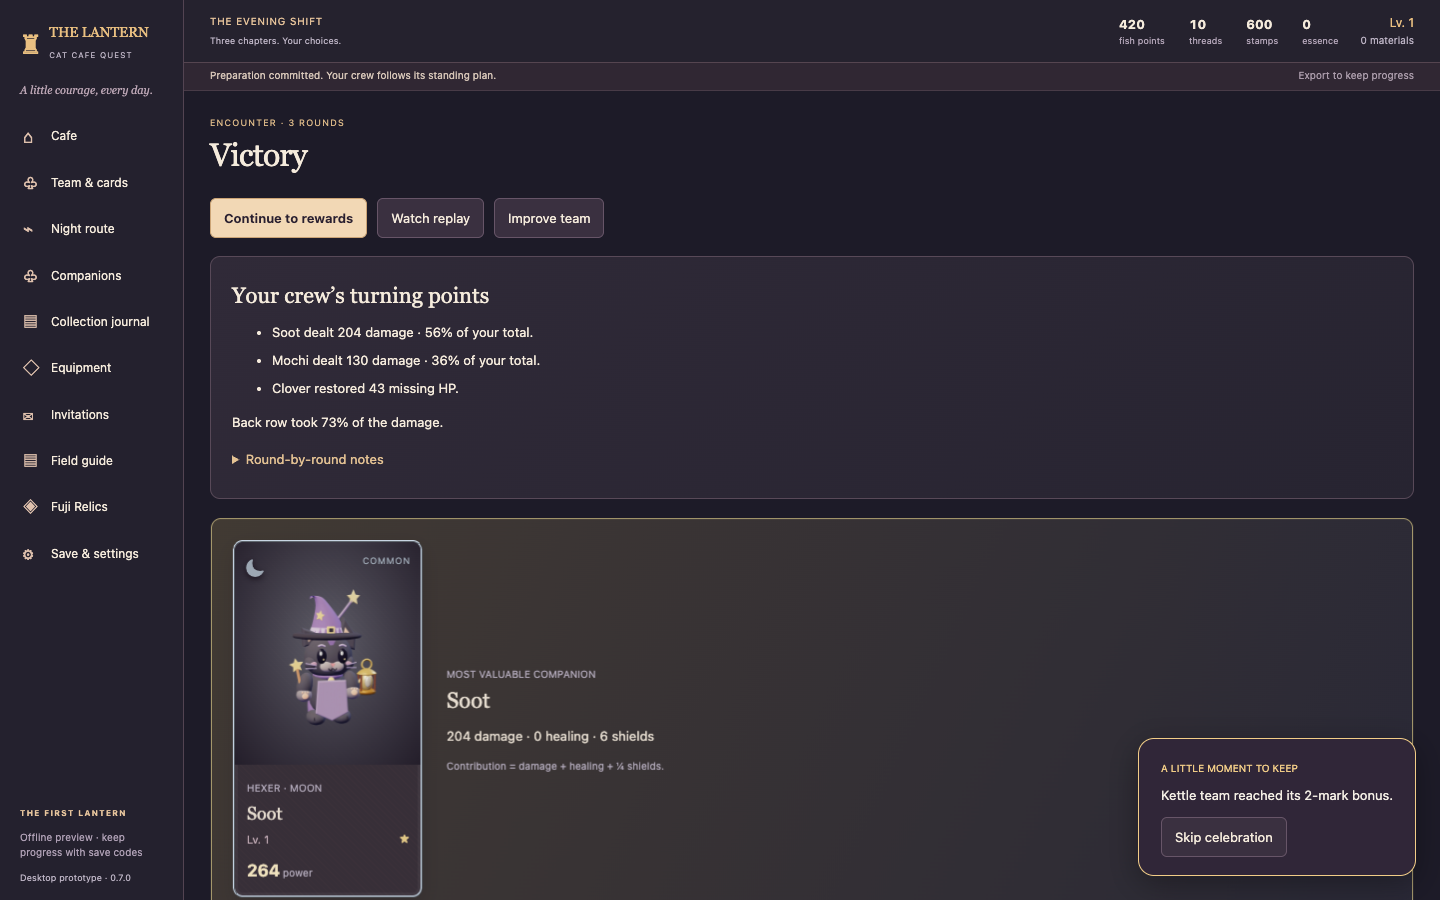 THE LANTERN
CAT CAFE QUEST
A little courage, every day.
Cafe
Team & cards
Night route
Companions
Collection journal
Equipment
Invitations
Field guide
Fuji Relics
Save & settings
THE FIRST LANTERN
Offline preview · keep
progress with save codes
Desktop prototype · 0.7.0
THE EVENING SHIFT
Three chapters. Your choices.
420 fish points
10 threads
600 stamps
0 essence
Lv. 1
0 materials
Preparation committed. Your crew follows its standing plan.
Export to keep progress
ENCOUNTER · 3 ROUNDS
Victory
Continue to rewards
Watch replay
Improve team
Your crew’s turning points
• Soot dealt 204 damage · 56% of your total.
• Mochi dealt 130 damage · 36% of your total.
• Clover restored 43 missing HP.
Back row took 73% of the damage.
Round-by-round notes
COMMON
HEXER · MOON
Soot
Lv. 1
264 power
MOST VALUABLE COMPANION
Soot
204 damage · 0 healing · 6 shields
Contribution = damage + healing + ¼ shields.
A LITTLE MOMENT TO KEEP
Kettle team reached its 2-mark bonus.
Skip celebration